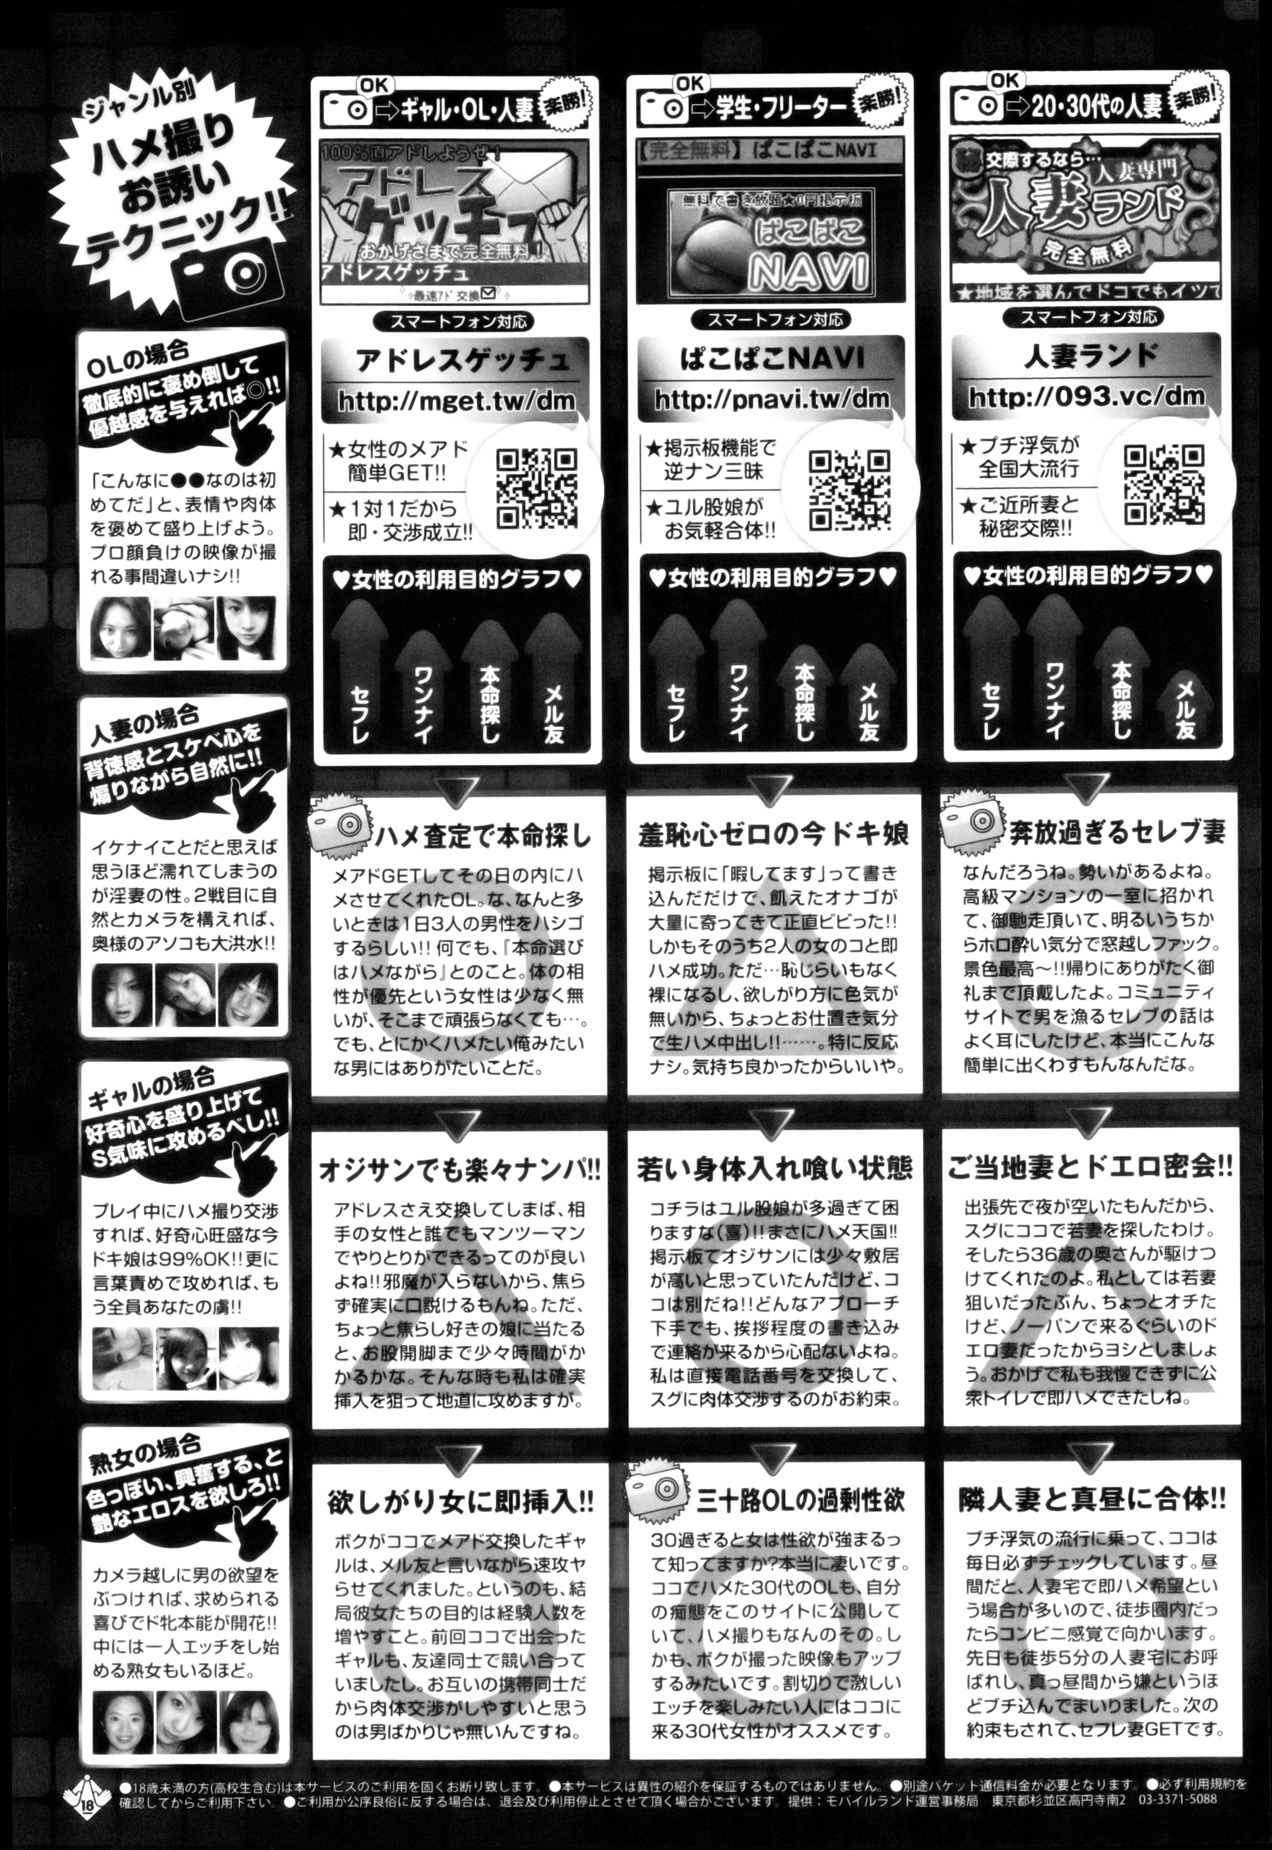 ジャンル別
ハメ撮り
お誘い
テクニック!!
OLの場合
徹底的に褒め倒して
優越感を与えれば◎!!
「こんなに●●なのは初
めてだ」と、表情や肉体
を褒めて盛り上げよう。
プロ顔負けの映像が撮
れる事間違いナシ!!
人妻の場合
背徳感とスケベ心を
煽りながら自然に!!
イケナイことだと思えば
思うほど濡れてしまうの
が淫妻の性。2戦目に自
然とカメラを構えれば、
奥様のアソコも大洪水!!
ギャルの場合
好奇心を盛り上げて
S気味に攻めるべし!!
プレイ中にハメ撮り交渉
すれば、好奇心旺盛な今
ドキ娘は99%OK!!更に
言葉責めで攻めれば、も
う全員あなたの虜!!
熟女の場合
色っぽい、興奮する、と
艶なエロスを欲しろ!!
カメラ越しに男の欲望を
ぶつければ、求められる
喜びでド牝本能が開花!!
中には一人エッチをし始
める熟女もいるほど。
OK
⇨ギャル・OL・人妻
楽勝!
100%直アドしようぜ!
アドレス
ゲッチュ
おかげさまで完全無料!
アドレスゲッチュ
最速ｱﾄﾞ交換
スマートフォン対応
アドレスゲッチュ
http://mget.tw/dm
★女性のメアド
簡単GET!!
★1対1だから
即・交渉成立!!
♥女性の利用目的グラフ♥
セフレ
ワンナイ
本命探し
メル友
ハメ査定で本命探し
メアドGETしてその日の内にハ
メさせてくれたOL。な、なんと多
いときは1日3人の男性をハシゴ
するらしい!! 何でも、『本命選び
はハメながら』とのこと。体の相
性が優先という女性は少なく無
いが、そこまで頑張らなくても…。
でも、とにかくハメたい俺みたい
な男にはありがたいことだ。
オジサンでも楽々ナンパ!!
アドレスさえ交換してしまば、相
手の女性と誰でもマンツーマン
でやりとりができるってのが良い
よね!!邪魔が入らないから、焦ら
ず確実に口説けるもんね。ただ、
ちょっと焦らし好きの娘に当たる
と、お股開脚まで少々時間がか
かるかな。そんな時も私は確実
挿入を狙って地道に攻めますが。
欲しがり女に即挿入!!
ボクがココでメアド交換したギャ
ルは、メル友と言いながら速攻ヤ
らせてくれました。というのも、結
局彼女たちの目的は経験人数を
増やすこと。前回ココで出会った
ギャルも、友達同士で競い合って
いましたし。お互いの携帯同士だ
から肉体交渉がしやすいと思う
のは男ばかりじゃ無いんですね。
OK
⇨学生・フリーター
楽勝!
【完全無料】ぱこぱこNAVI
無料で書き放題★0円掲示板
ぱこぱこ
NAVI
スマートフォン対応
ぱこぱこNAVI
http://pnavi.tw/dm
★掲示板機能で
逆ナン三昧
★ユル股娘が
お気軽合体!!
♥女性の利用目的グラフ♥
セフレ
ワンナイ
本命探し
メル友
羞恥心ゼロの今ドキ娘
掲示板に「暇してます」って書き
込んだだけで、飢えたオナゴが
大量に寄ってきて正直ビビった!!
しかもそのうち2人の女のコと即
ハメ成功。ただ…恥じらいもなく
裸になるし、欲しがり方に色気が
無いから、ちょっとお仕置き気分
で生ハメ中出し!!……。特に反応
ナシ。気持ち良かったからいいや。
若い身体入れ喰い状態
コチラはユル股娘が多過ぎて困
りますな(喜)!!まさにハメ天国!!
掲示板てオジサンには少々敷居
が高いと思っていたんだけど、コ
コは別だね!!どんなアプローチ
下手でも、挨拶程度の書き込み
で連絡が来るから心配ないよね。
私は直接電話番号を交換して、
スグに肉体交渉するのがお約束。
三十路OLの過剰性欲
30過ぎると女は性欲が強まるっ
て知ってますか?本当に凄いです。
ココでハメた30代のOLも、自分
の痴態をこのサイトに公開して
いて、ハメ撮りもなんのその。し
かも、ボクが撮った映像もアップ
するみたいです。割切りで激しい
エッチを楽しみたい人にはココに
来る30代女性がオススメです。
OK
⇨20・30代の人妻
楽勝!
㊙交際するなら…
人妻専門
人妻ランド
完全無料
★地域を選んでドコでもイツで
スマートフォン対応
人妻ランド
http://093.vc/dm
★プチ浮気が
全国大流行
★ご近所妻と
秘密交際!!
♥女性の利用目的グラフ♥
セフレ
ワンナイ
本命探し
メル友
奔放過ぎるセレブ妻
なんだろうね。勢いがあるよね。
高級マンションの一室に招かれ
て、御馳走頂いて、明るいうちか
らホロ酔い気分で窓越しファック。
景色最高〜!!帰りにありがたく御
礼まで頂戴したよ。コミュニティ
サイトで男を漁るセレブの話は
よく耳にしたけど、本当にこんな
簡単に出くわすもんなんだな。
ご当地妻とドエロ密会!!
出張先で夜が空いたもんだから、
スグにココで若妻を探したわけ。
そしたら36歳の奥さんが駆けつ
けてくれたのよ。私としては若妻
狙いだったぶん、ちょっとオチた
けど、ノーパンで来るぐらいのド
エロ妻だったからヨシとしましょ
う。おかげで私も我慢できずに公
衆トイレで即ハメできたしね。
隣人妻と真昼に合体!!
プチ浮気の流行に乗って、ココは
毎日必ずチェックしています。昼
間だと、人妻宅で即ハメ希望とい
う場合が多いので、徒歩圏内だっ
たらコンビニ感覚で向かいます。
先日も徒歩5分の人妻宅にお呼
ばれし、真っ昼間から嫌というほ
どブチ込んでまいりました。次の
約束もされて、セフレ妻GETです。
18
●18歳未満の方(高校生含む)は本サービスのご利用を固くお断り致します。●本サービスは異性の紹介を保証するものではありません。●別途パケット通信料金が必要となります。●必ず利用規約を
確認してからご利用下さい。●ご利用が公序良俗に反する場合は、退会及び利用停止とさせて頂く場合がございます。提供：モバイルランド運営事務局 東京都杉並区高円寺南2 03-3371-5088